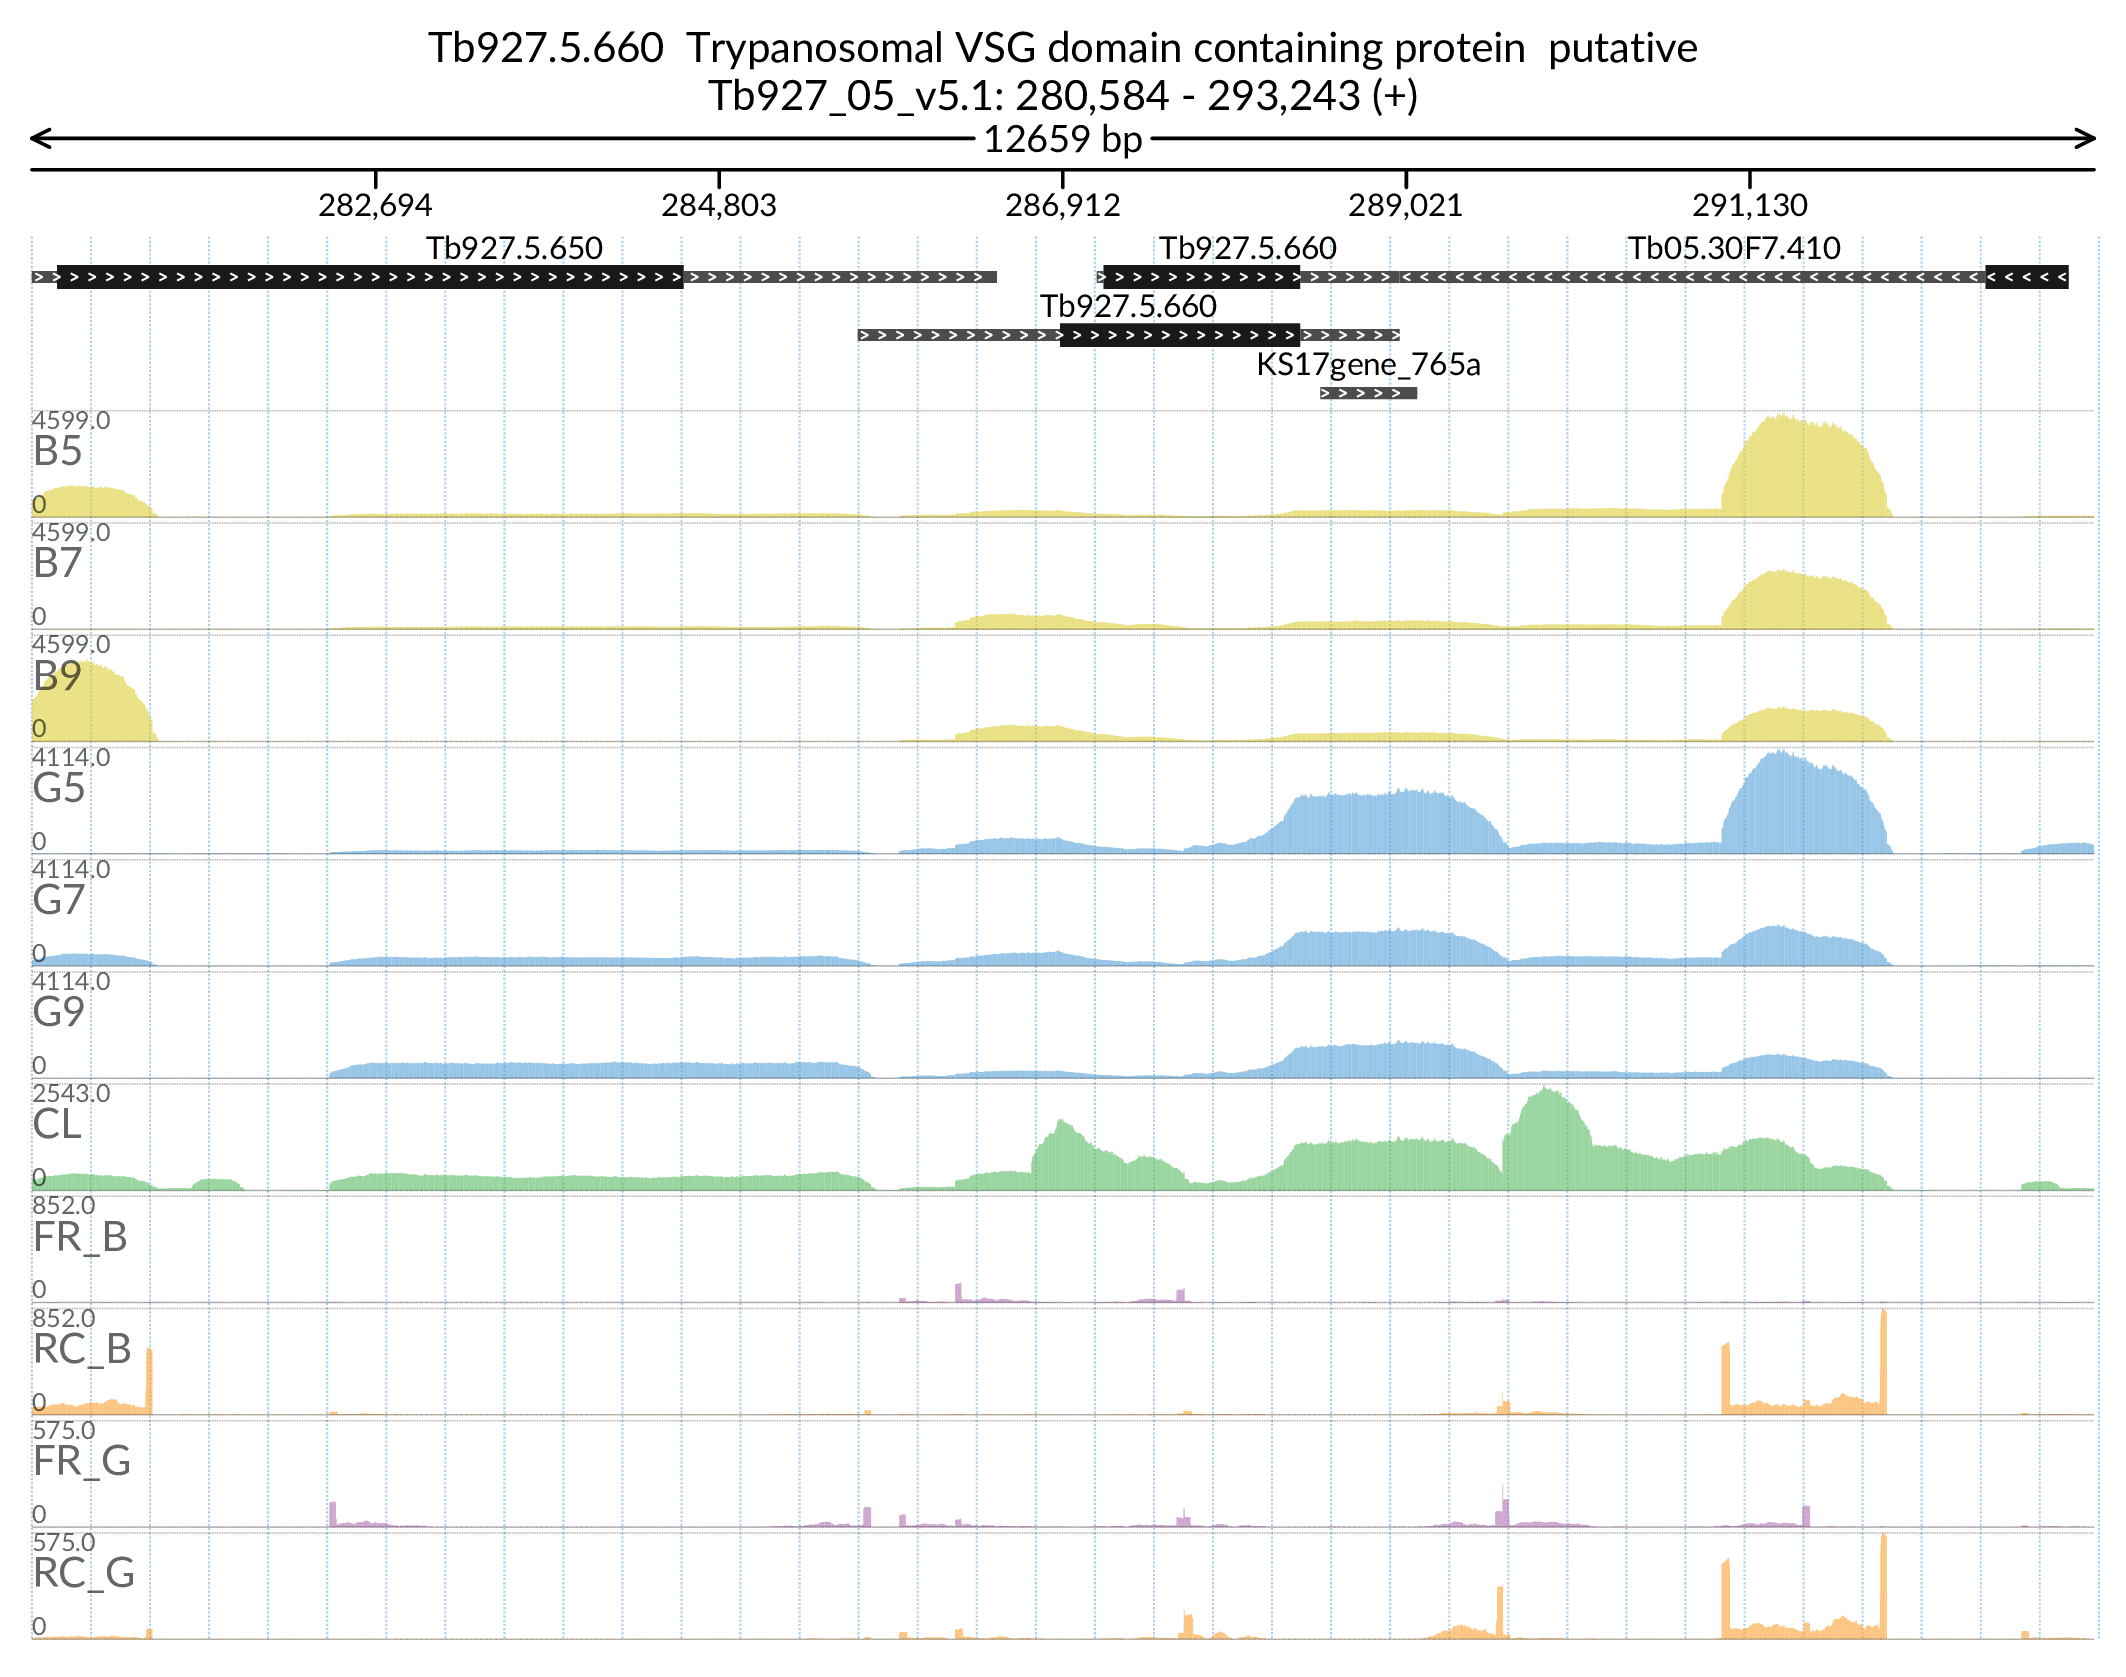 Tb927.5.660  Trypanosomal VSG domain containing protein  putative
Tb927_05_v5.1: 280,584 - 293,243 (+)
12659 bp
282,694 284,803 286,912 289,021 291,130
Tb927.5.650 Tb927.5.660 Tb05.30F7.410
Tb927.5.660
KS17gene_765a
4599.0
B5
0
4599.0
B7
0
4599.0
B9
0
4114.0
G5
0
4114.0
G7
0
4114.0
G9
0
2543.0
CL
0
852.0
FR_B
0
852.0
RC_B
0
575.0
FR_G
0
575.0
RC_G
0